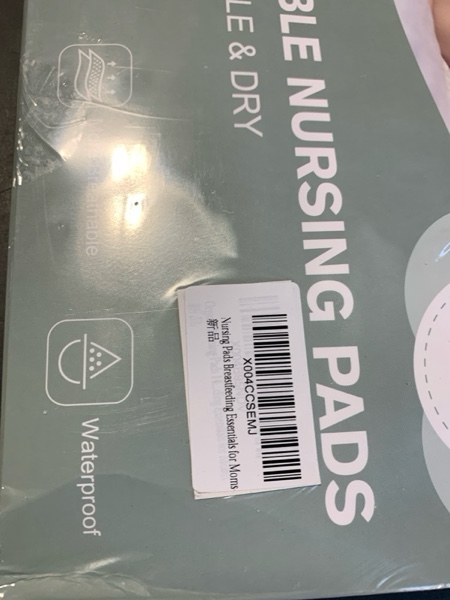 BLE NURSING PADS
LE & DRY
Waterproof
X004CCSEMJ
Nursing Pads Breastfeeding Essentials for Moms
新品